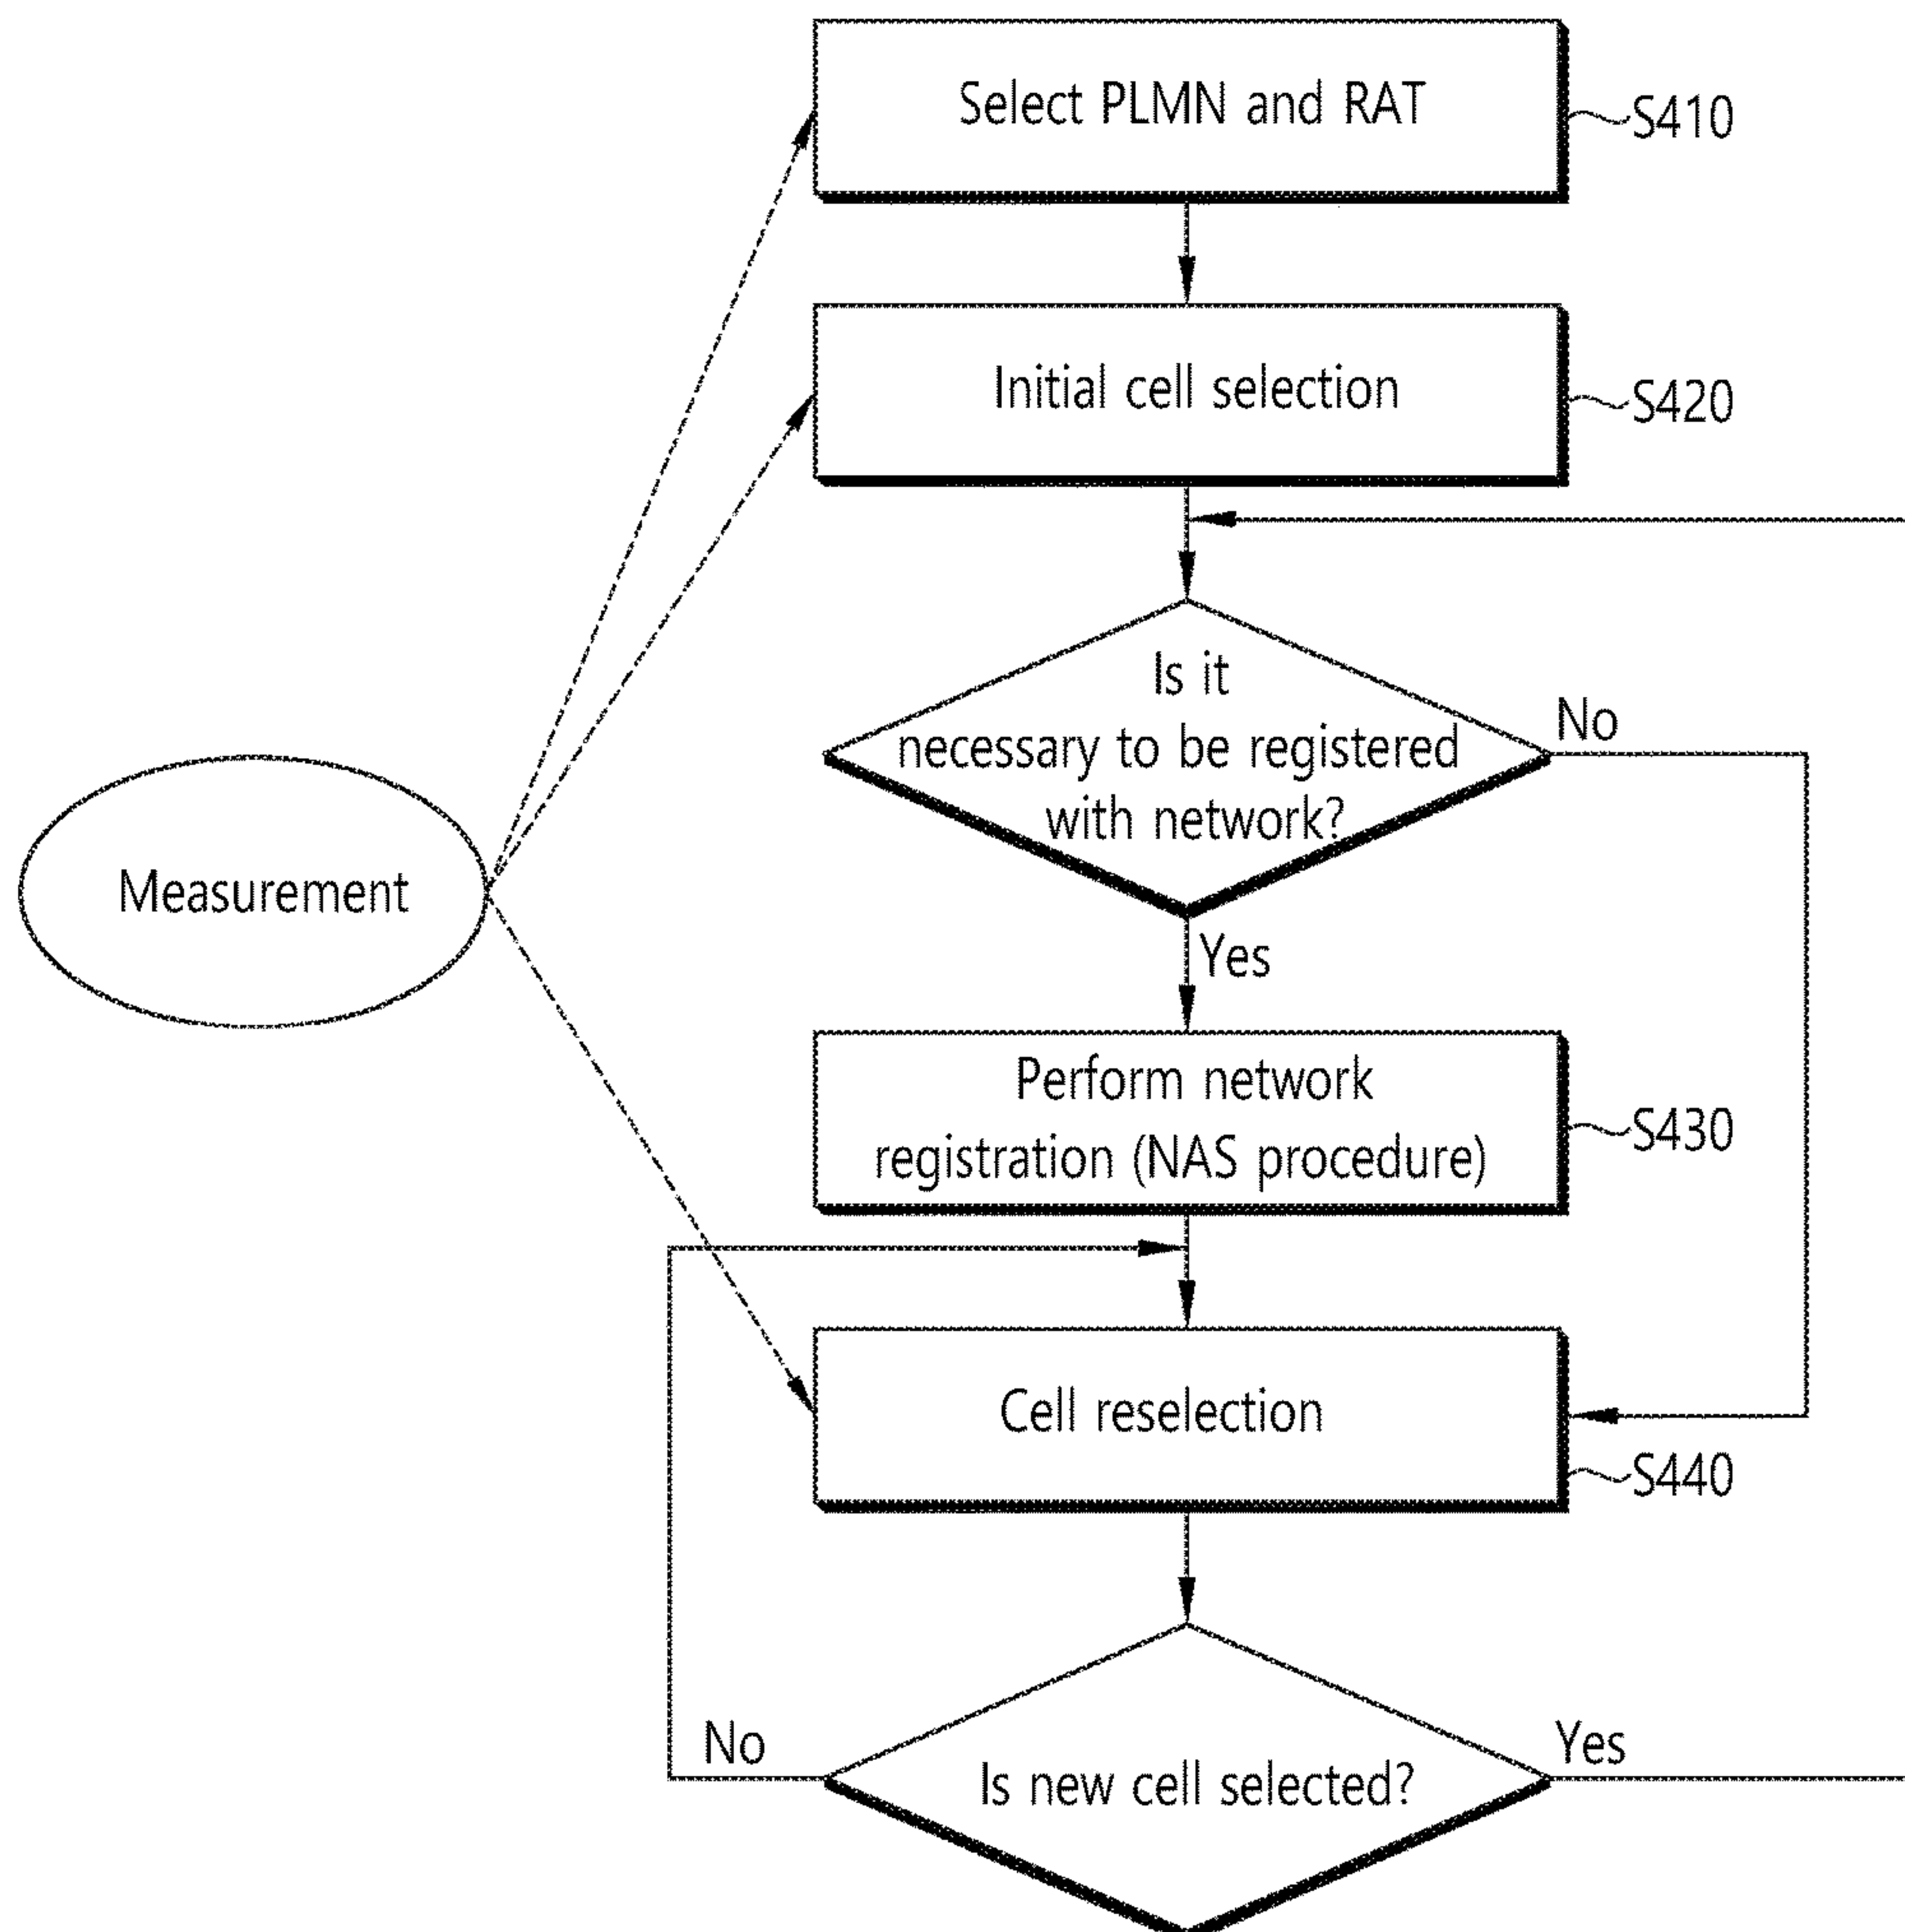 Select PLMN and RAT
S410
Initial cell selection
S420
Is it
necessary to be registered
with network?
No
Yes
Measurement
Perform network
registration (NAS procedure)
S430
Cell reselection
S440
No
Is new cell selected?
Yes